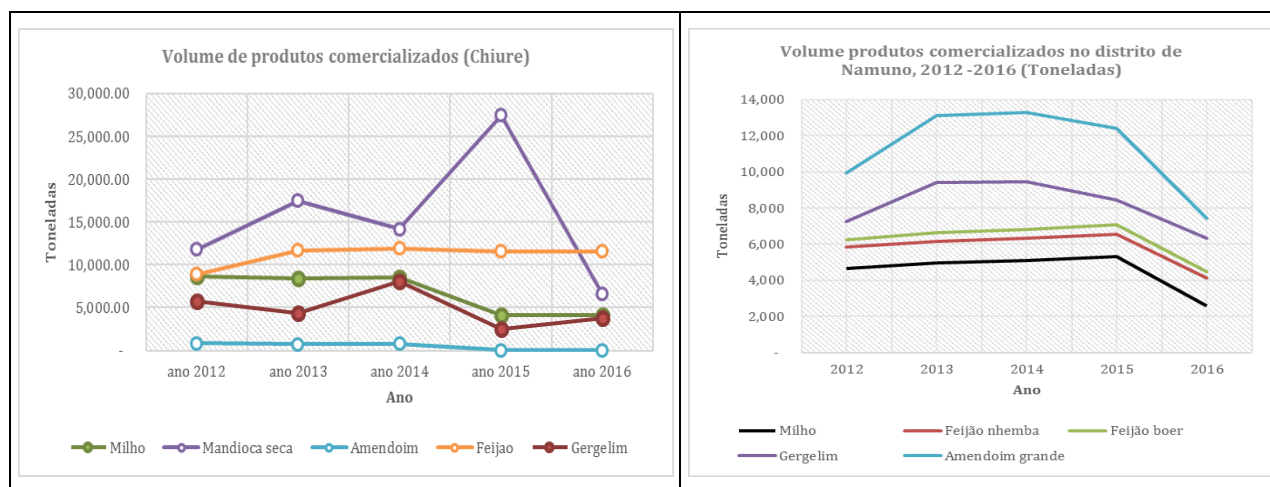 Volume de produtos comercializados (Chiure)
30,000.00
25,000.00
20,000.00
15,000.00
10,000.00
5,000.00
-
Toneladas
ano 2012 ano 2013 ano 2014 ano 2015 ano 2016
Ano
Milho Mandioca seca Amendoim Feijao Gergelim
Volume produtos comercializados no distrito de
Namuno, 2012 -2016 (Toneladas)
14,000
12,000
10,000
8,000
6,000
4,000
2,000
-
Toneladas
2012 2013 2014 2015 2016
Ano
Milho Feijão nhemba Feijão boer
Gergelim Amendoim grande